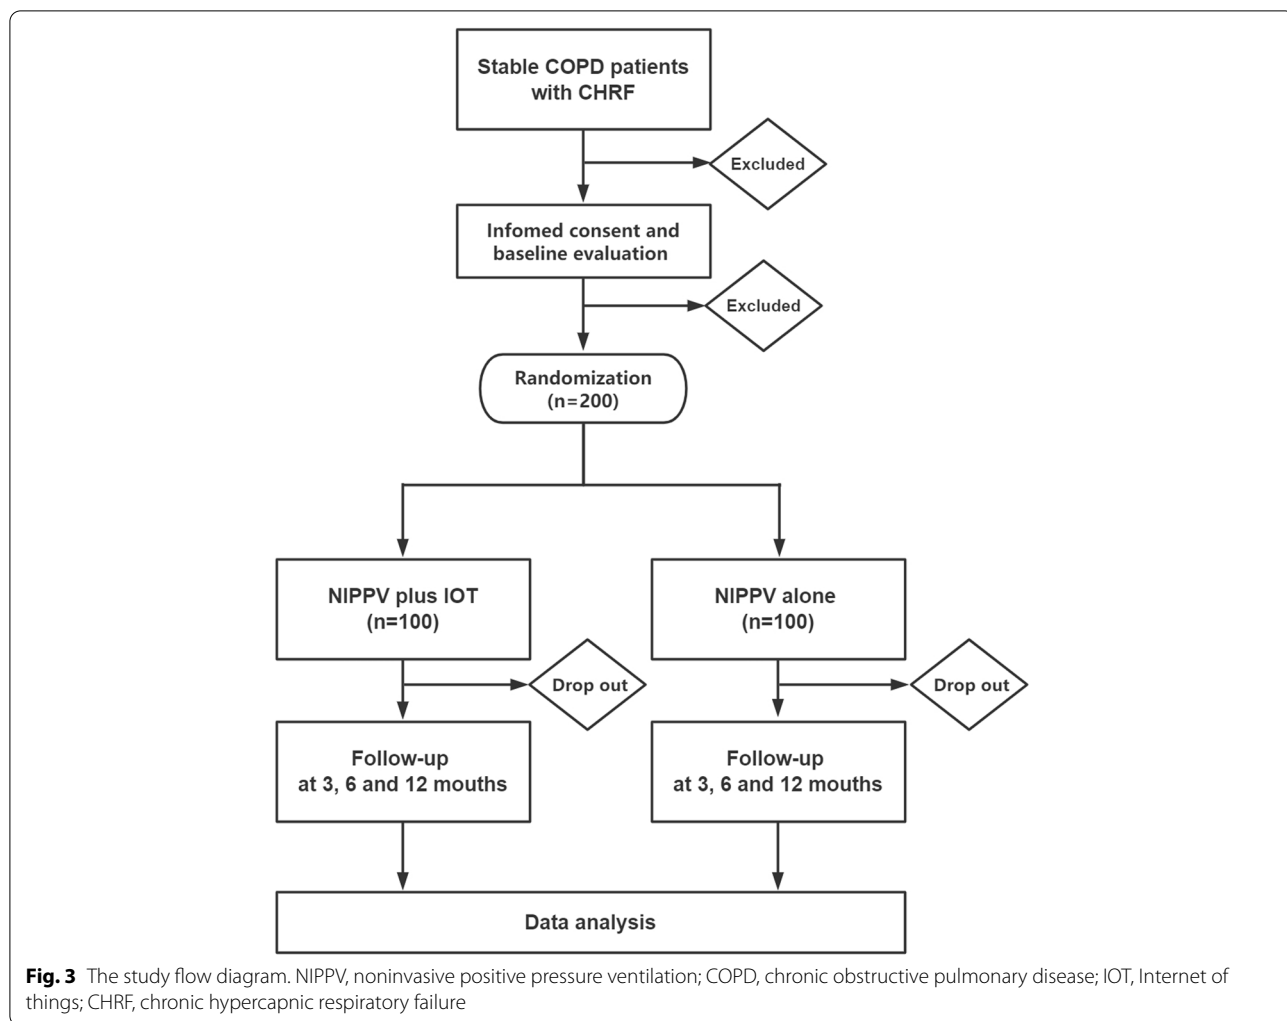 Stable COPD patients
with CHRF
Excluded
Infomed consent and
baseline evaluation
Excluded
Randomization
(n=200)
NIPPV plus IOT
(n=100)
NIPPV alone
(n=100)
Drop out
Drop out
Follow-up
at 3, 6 and 12 mouths
Follow-up
at 3, 6 and 12 mouths
Data analysis
Fig. 3 The study flow diagram. NIPPV, noninvasive positive pressure ventilation; COPD, chronic obstructive pulmonary disease; IOT, Internet of
things; CHRF, chronic hypercapnic respiratory failure